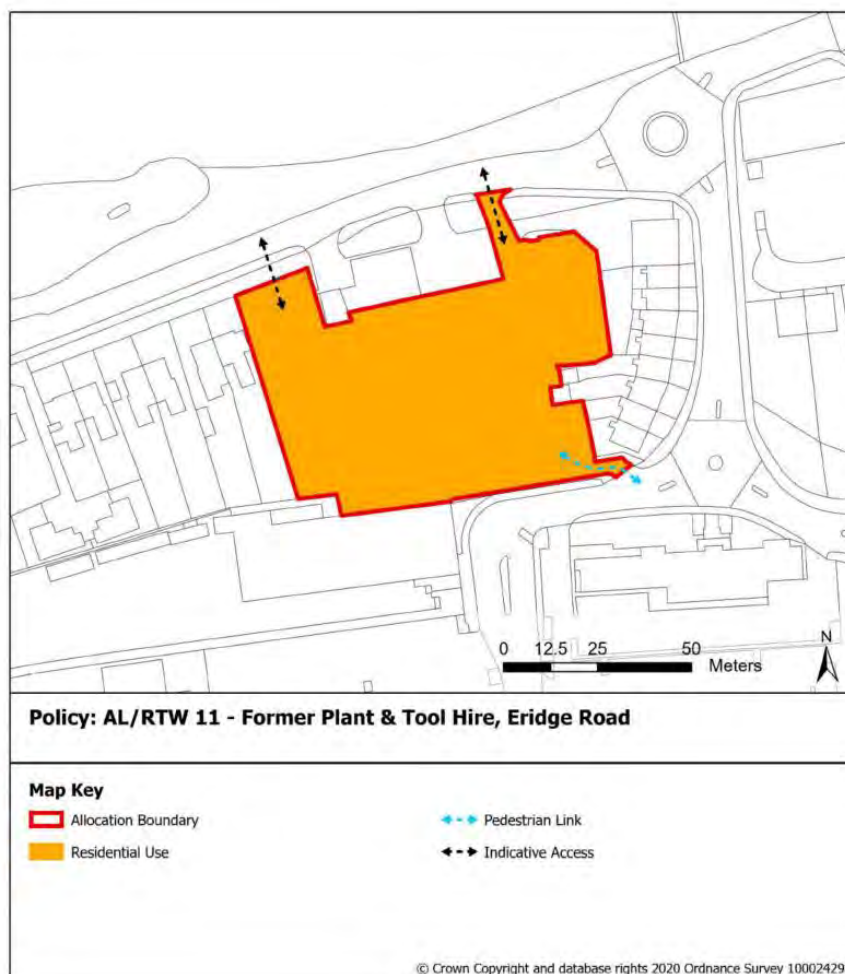 N
0 12.5 25 50
Meters
Policy: AL/RTW 11 - Former Plant & Tool Hire, Eridge Road
Map Key
Allocation Boundary
Pedestrian Link
Residential Use
Indicative Access
© Crown Copyright and database rights 2020 Ordnance Survey 10002429